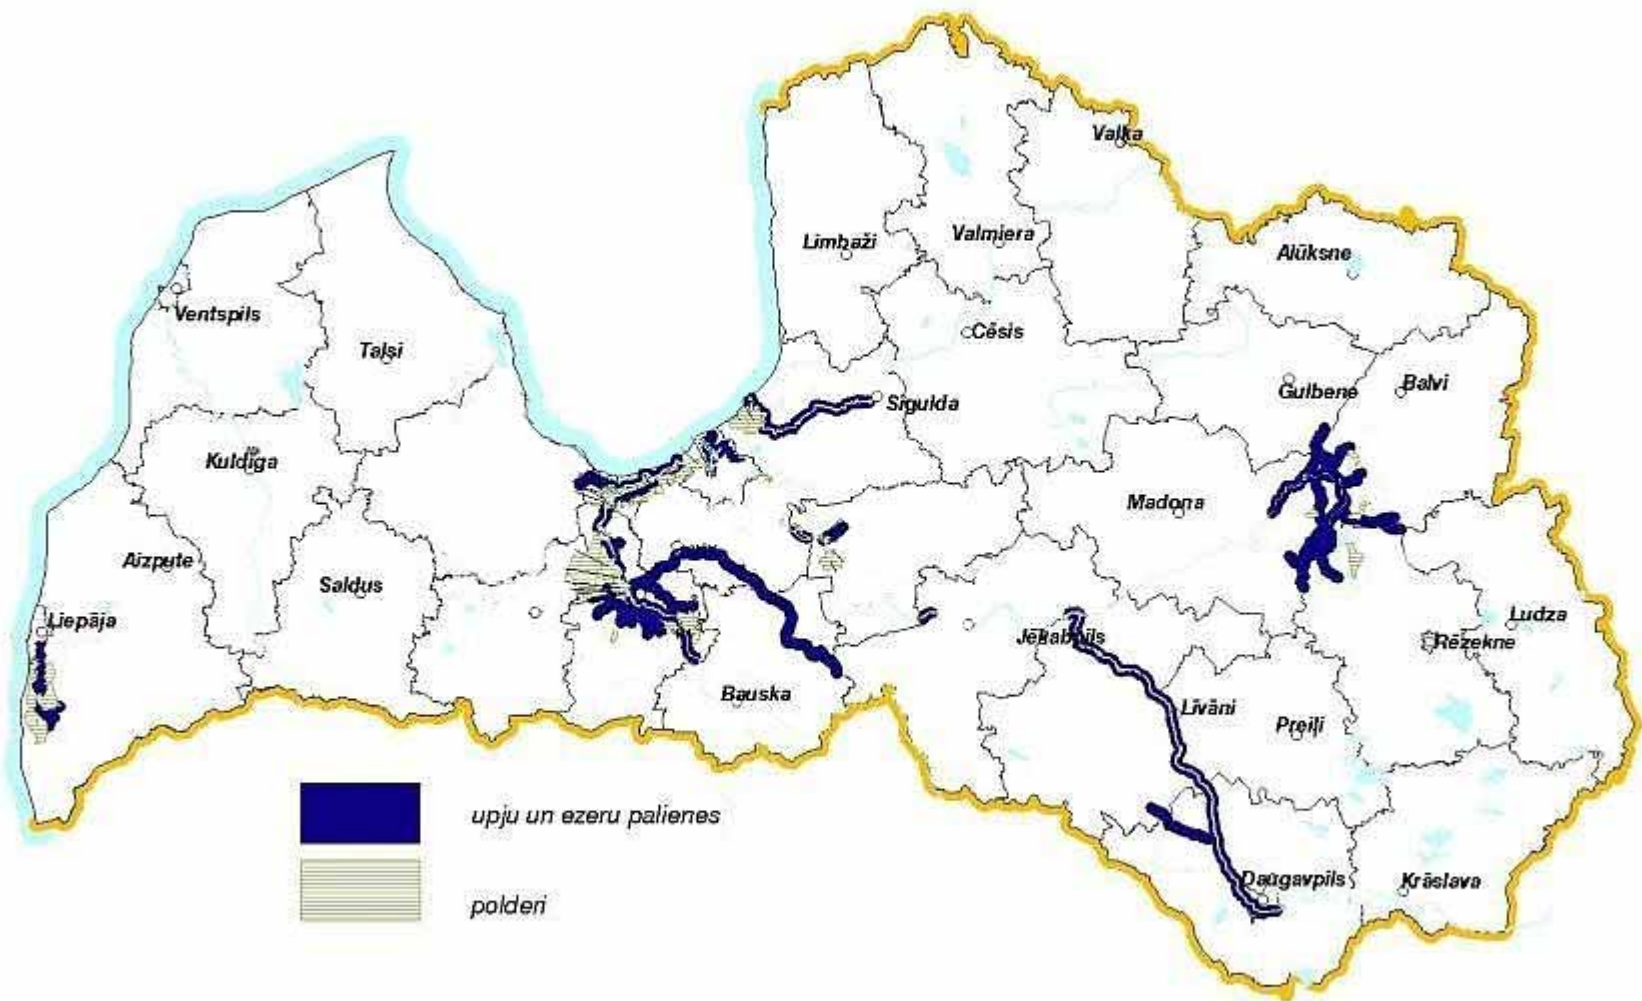 Valka
Limbaži
Valmiera
Alūksne
Ventspils
Talsi
Cēsis
Gulbene
Balvi
Sigulda
Kuldīga
Madona
Aizpute
Saldus
Liepāja
Jēkabpils
Rēzekne
Ludza
Bauska
Līvāni
Preiļi
Daugavpils
Krāslava
upju un ezeru palienes
polderi